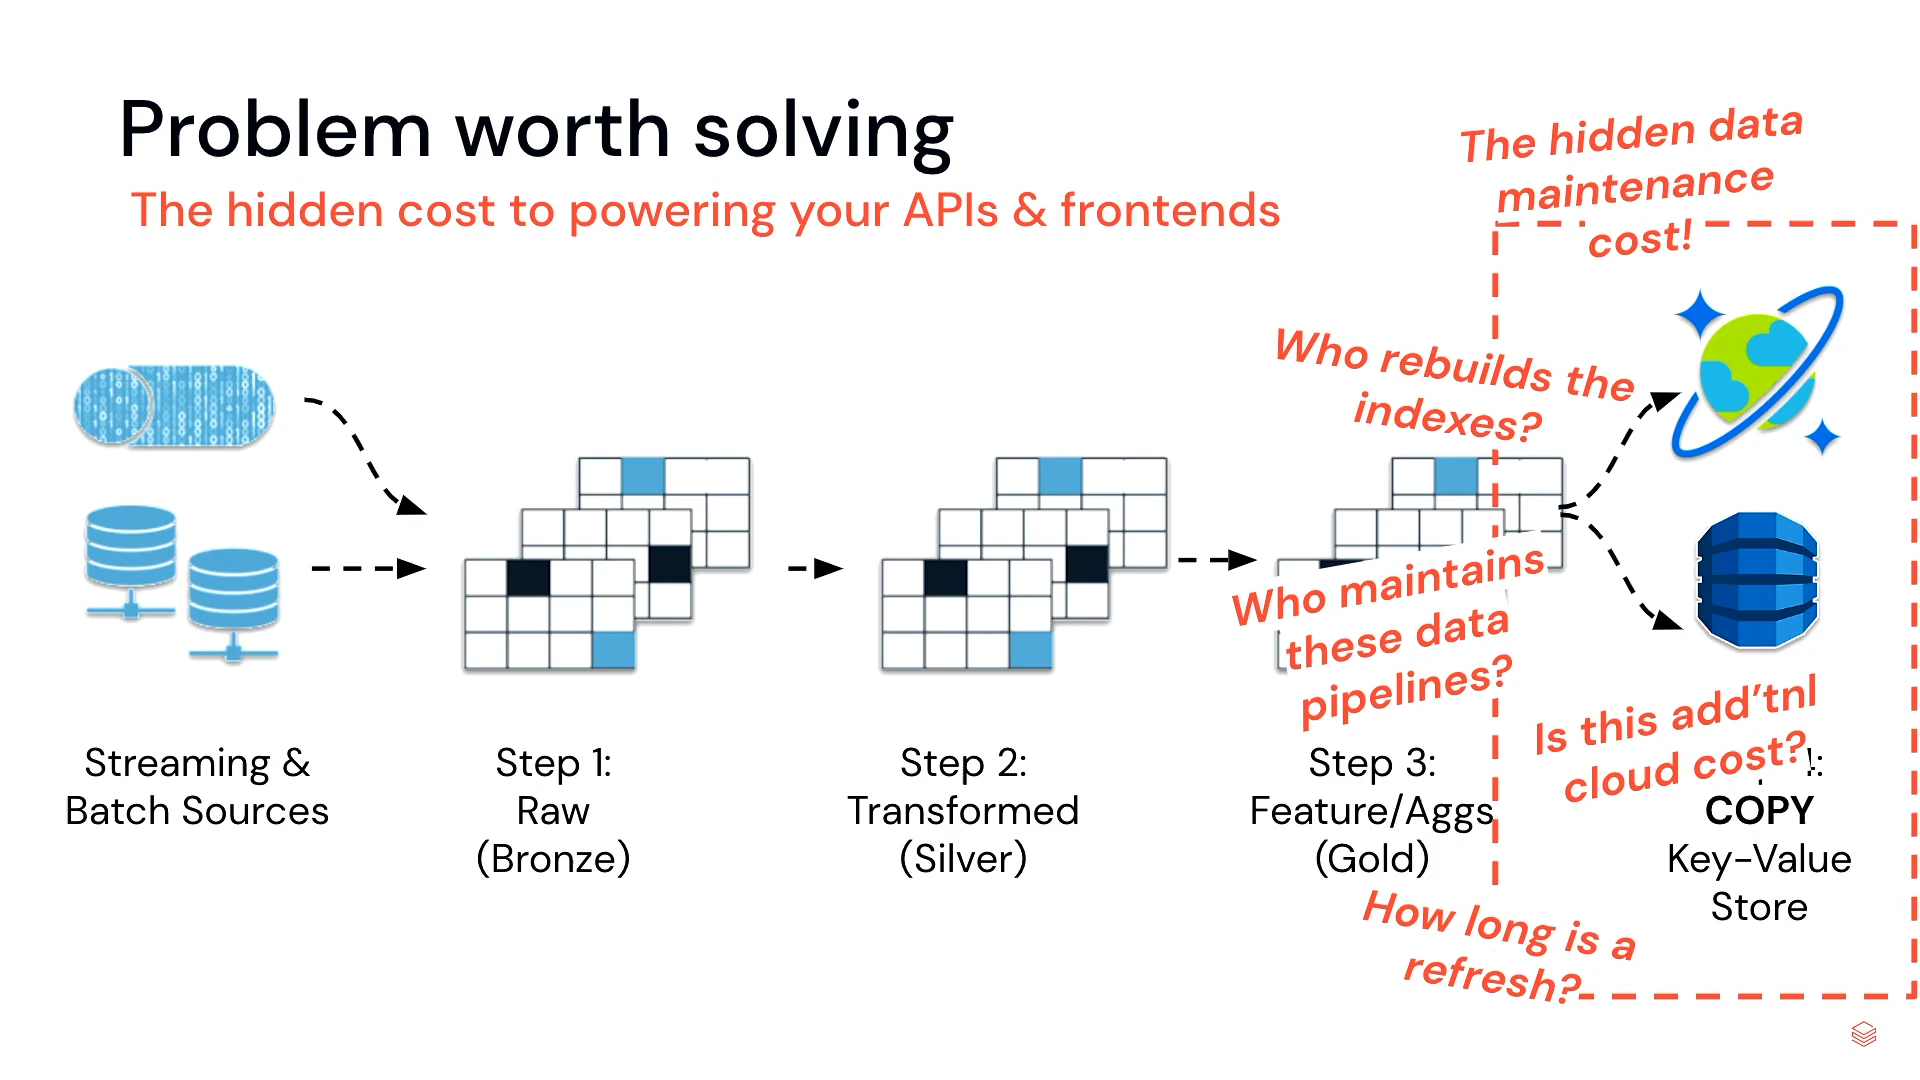 Problem worth solving
The hidden cost to powering your APIs & frontends
The hidden data
maintenance
cost!
Who rebuilds the
indexes?
Who maintains
these data
pipelines?
Is this add’tnl
cloud cost?
How long is a
refresh?
Streaming &
Batch Sources
Step 1:
Raw
(Bronze)
Step 2:
Transformed
(Silver)
Step 3:
Feature/Aggs
(Gold)
COPY
Key-Value
Store